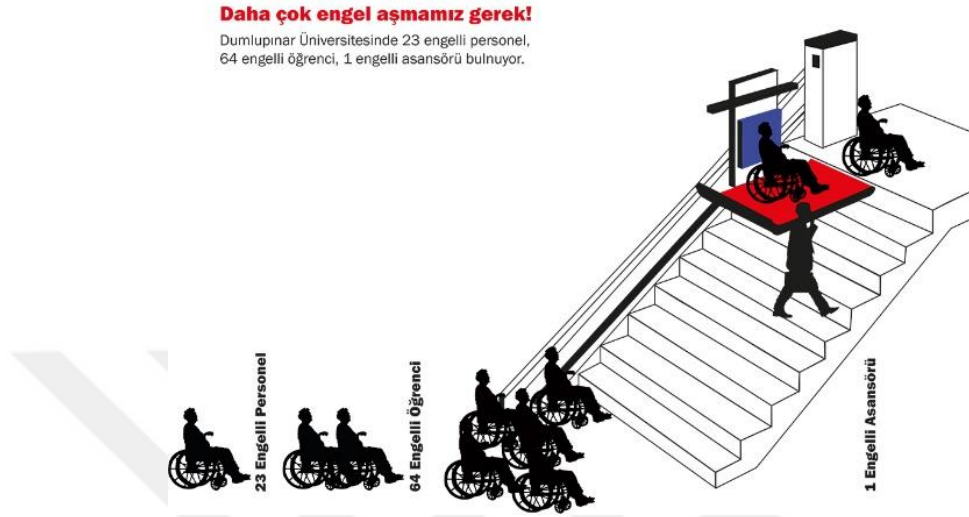 Daha çok engel aşmamız gerek!
Dumlupınar Üniversitesinde 23 engelli personel,
64 engelli öğrenci, 1 engelli asansörü bulnuyor.
23 Engelli Personel
64 Engelli Öğrenci
1 Engelli Asansörü